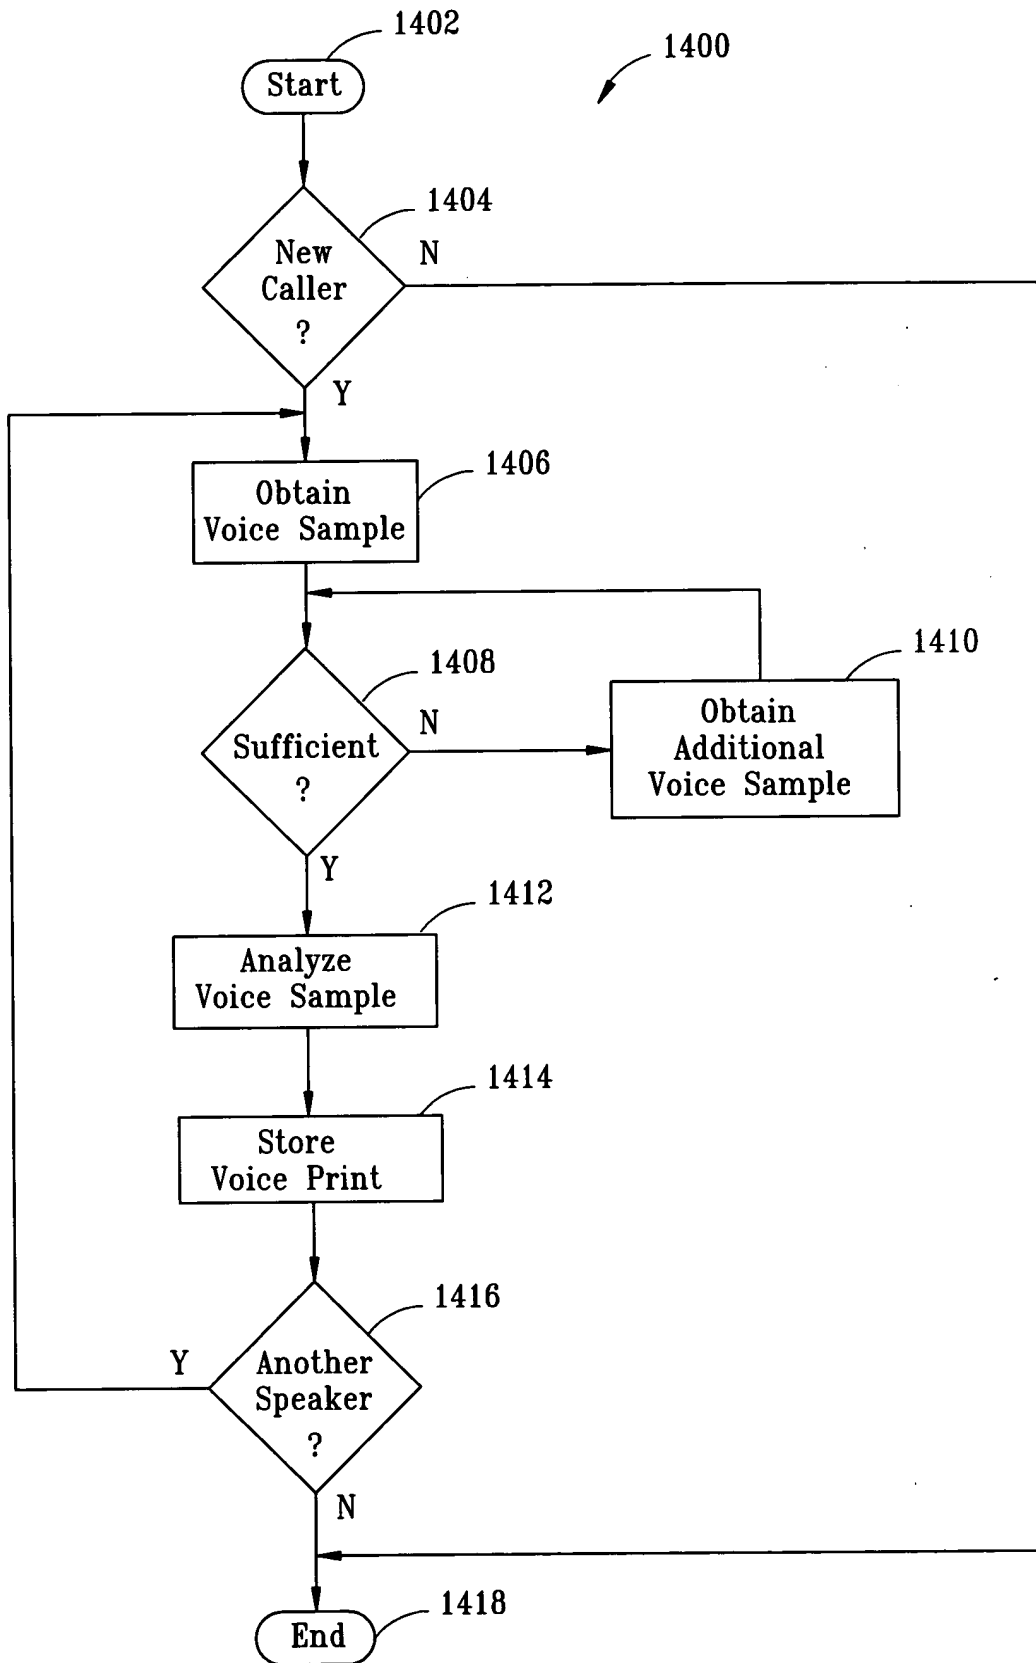 1402
Start
1400
1404
New
Caller
?
N
Y
1406
Obtain
Voice Sample
1408
Sufficient
?
N
1410
Obtain
Additional
Voice Sample
Y
1412
Analyze
Voice Sample
1414
Store
Voice Print
1416
Another
Speaker
?
Y
N
1418
End